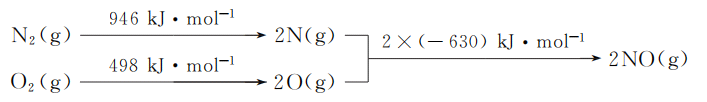 946 kJ·mol⁻¹
N₂(g) ⟶ 2N(g)
2×(−630) kJ·mol⁻¹
⟶ 2NO(g)
498 kJ·mol⁻¹
O₂(g) ⟶ 2O(g)